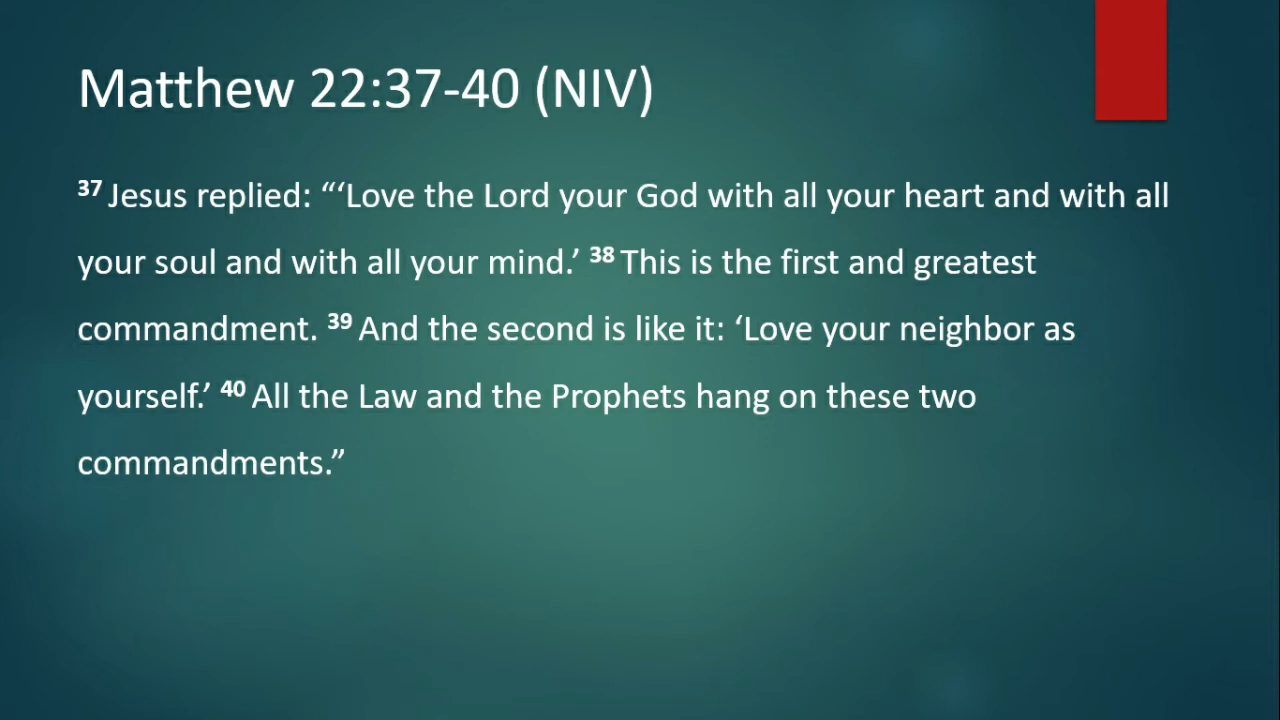 Matthew 22:37-40 (NIV)
37 Jesus replied: “‘Love the Lord your God with all your heart and with all
your soul and with all your mind.’ 38 This is the first and greatest
commandment. 39 And the second is like it: ‘Love your neighbor as
yourself.’ 40 All the Law and the Prophets hang on these two
commandments.”